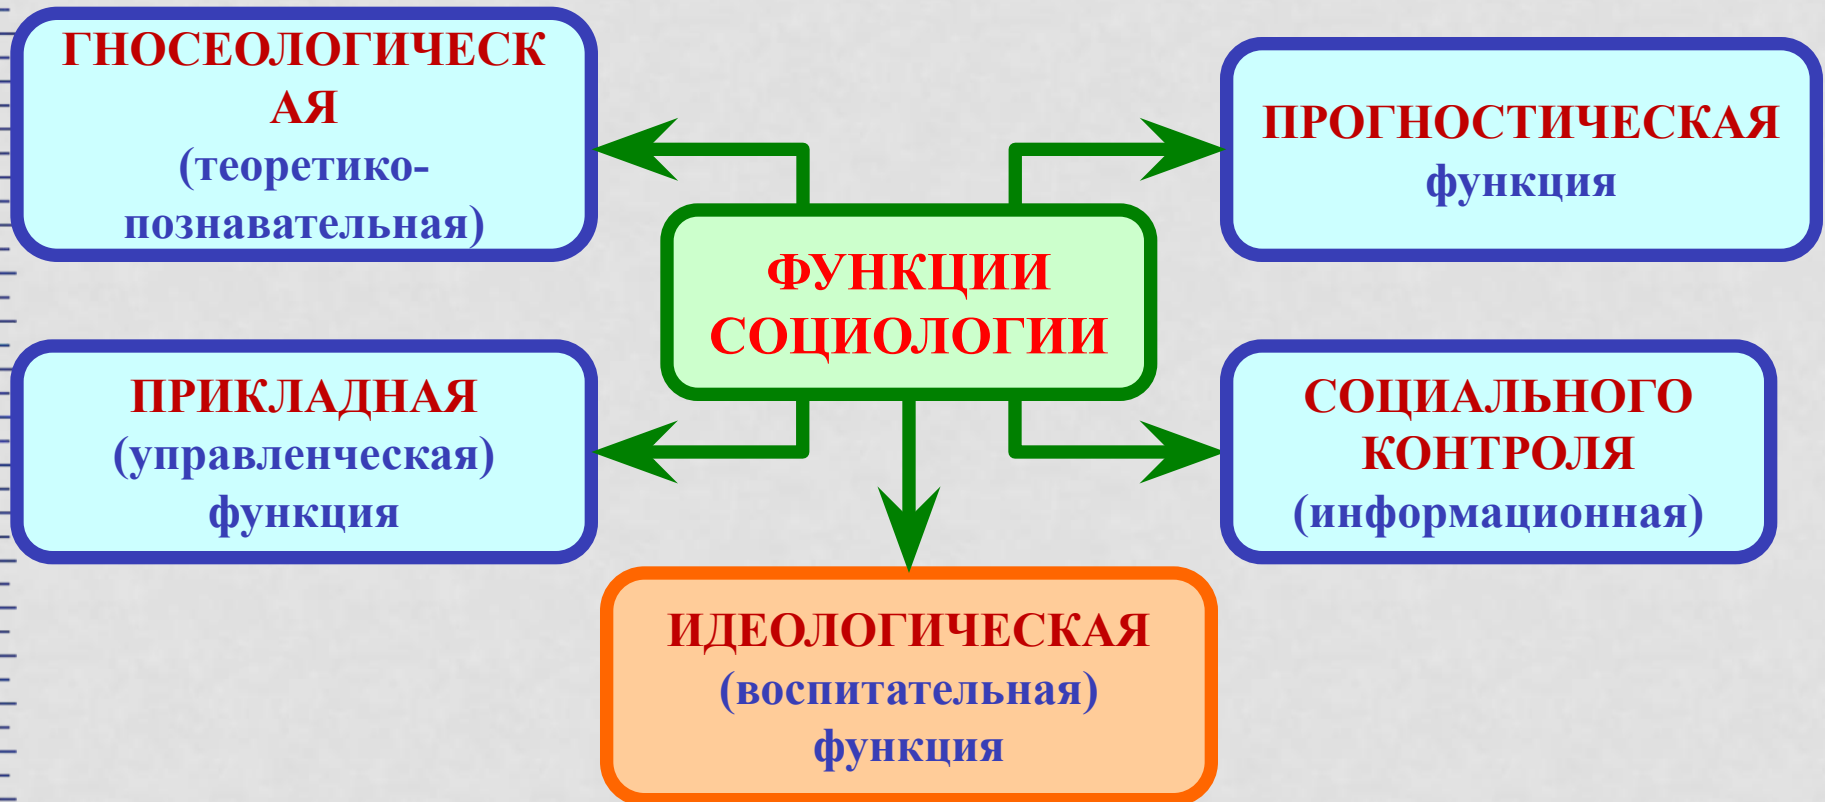 ГНОСЕОЛОГИЧЕСК
АЯ
(теоретико-
познавательная)
ПРОГНОСТИЧЕСКАЯ
функция
ФУНКЦИИ
СОЦИОЛОГИИ
ПРИКЛАДНАЯ
(управленческая)
функция
СОЦИАЛЬНОГО
КОНТРОЛЯ
(информационная)
ИДЕОЛОГИЧЕСКАЯ
(воспитательная)
функция